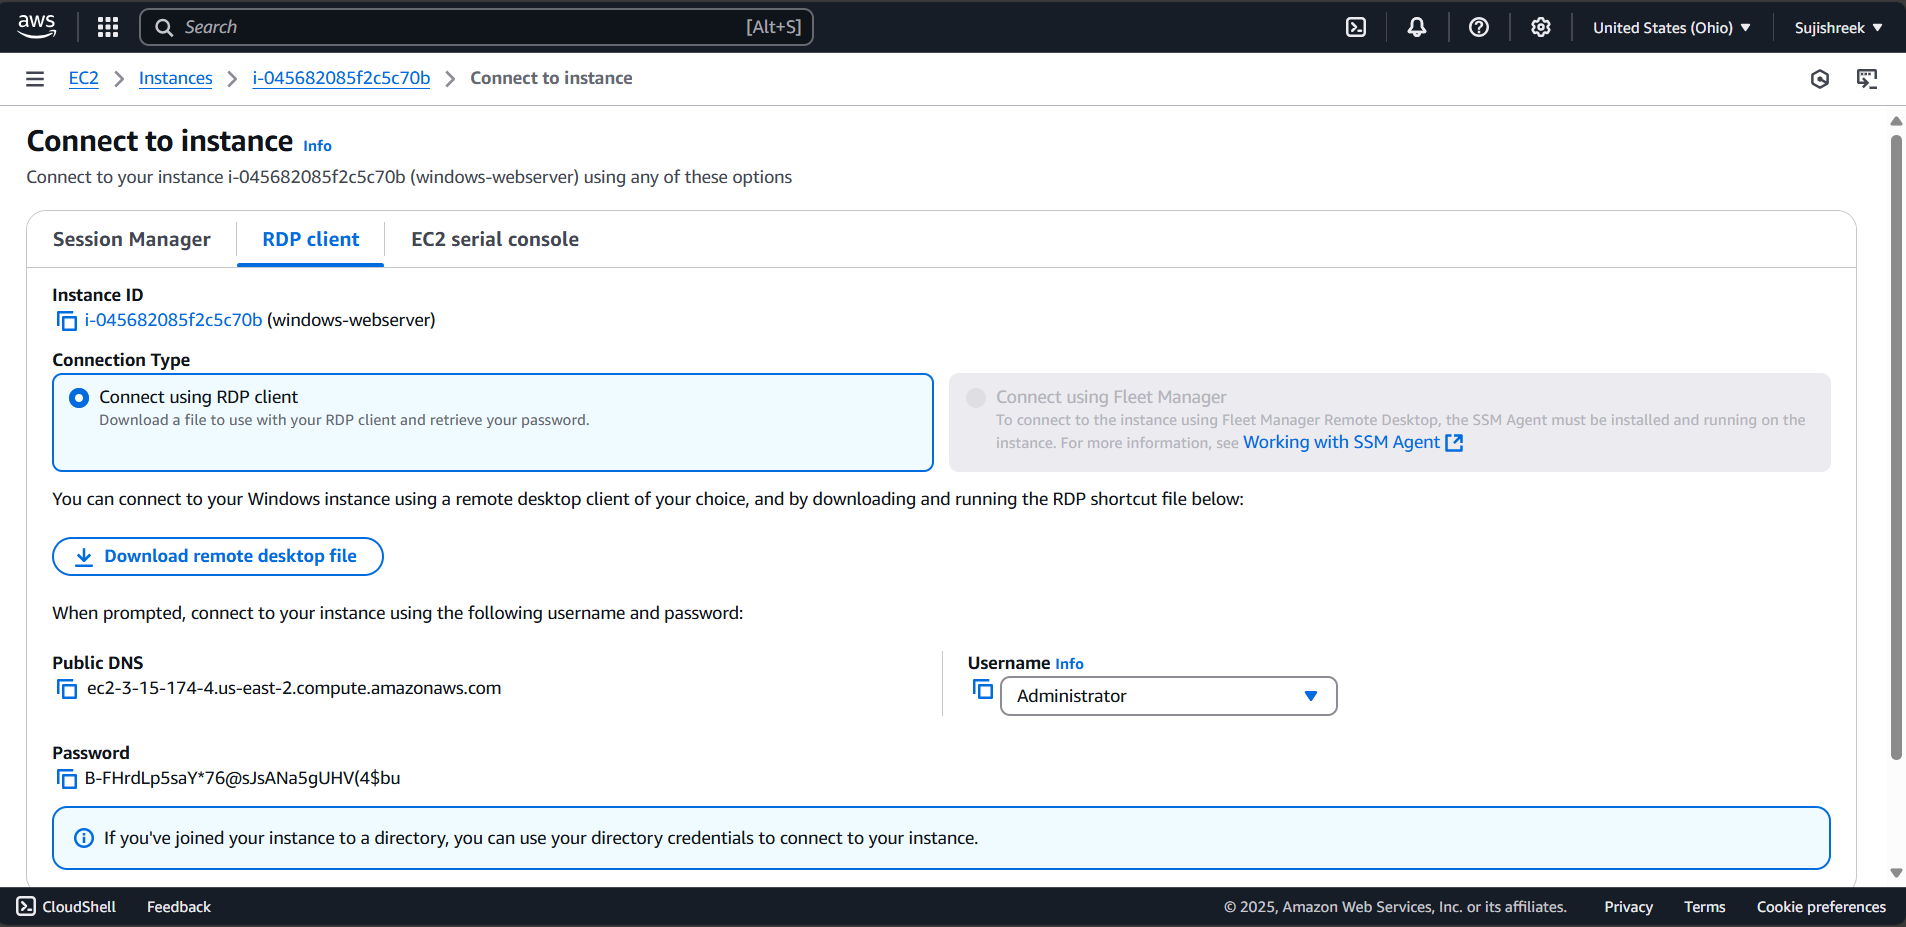 aws
Search [Alt+S]
United States (Ohio)
Sujishreek
EC2 > Instances > i-045682085f2c5c70b > Connect to instance
Connect to instance Info
Connect to your instance i-045682085f2c5c70b (windows-webserver) using any of these options
Session Manager
RDP client
EC2 serial console
Instance ID
i-045682085f2c5c70b (windows-webserver)
Connection Type
Connect using RDP client
Download a file to use with your RDP client and retrieve your password.
Connect using Fleet Manager
To connect to the instance using Fleet Manager Remote Desktop, the SSM Agent must be installed and running on the
instance. For more information, see Working with SSM Agent
You can connect to your Windows instance using a remote desktop client of your choice, and by downloading and running the RDP shortcut file below:
Download remote desktop file
When prompted, connect to your instance using the following username and password:
Public DNS
ec2-3-15-174-4.us-east-2.compute.amazonaws.com
Username Info
Administrator
Password
B-FHrdLp5saY*76@sJsANa5gUHV(4$bu
If you've joined your instance to a directory, you can use your directory credentials to connect to your instance.
CloudShell
Feedback
© 2025, Amazon Web Services, Inc. or its affiliates.
Privacy
Terms
Cookie preferences